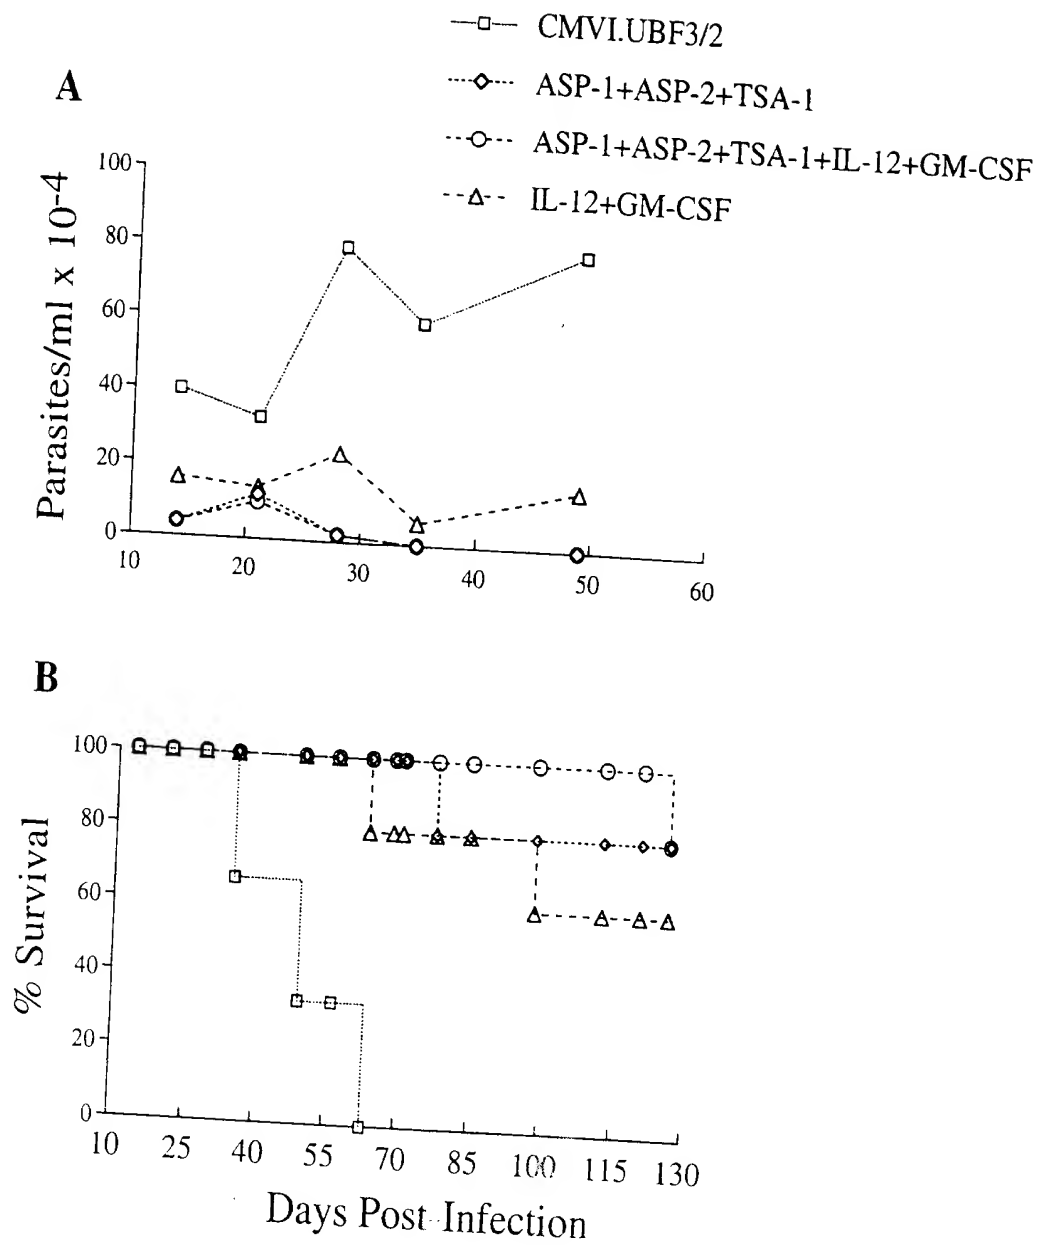 CMVI.UBF3/2
A
ASP-1+ASP-2+TSA-1
ASP-1+ASP-2+TSA-1+IL-12+GM-CSF
IL-12+GM-CSF
100
80
60
40
20
0
Parasites/ml x 10-4
10 20 30 40 50 60
B
100
80
60
40
20
0
% Survival
10 25 40 55 70 85 100 115 130
Days Post Infection